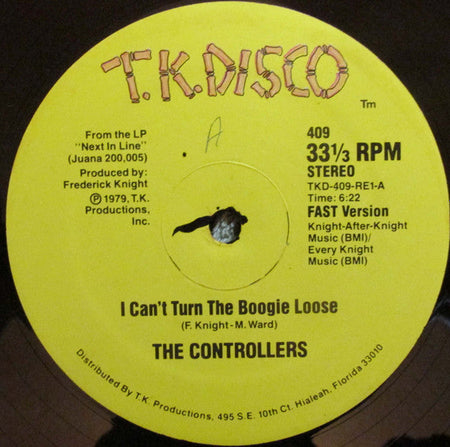 T.K.DISCO
Tm
From the LP
"Next In Line"
(Juana 200,005)
Produced by:
Frederick Knight
Ⓟ 1979, T.K.
Productions,
Inc.
A
409
33⅓ RPM
STEREO
TKD-409-RE1-A
Time: 6:22
FAST Version
Knight-After-Knight
Music (BMI)/
Every Knight
Music (BMI)
I Can't Turn The Boogie Loose
(F. Knight-M. Ward)
THE CONTROLLERS
Distributed By T.K. Productions, 495 S.E. 10th Ct. Hialeah, Florida 33010